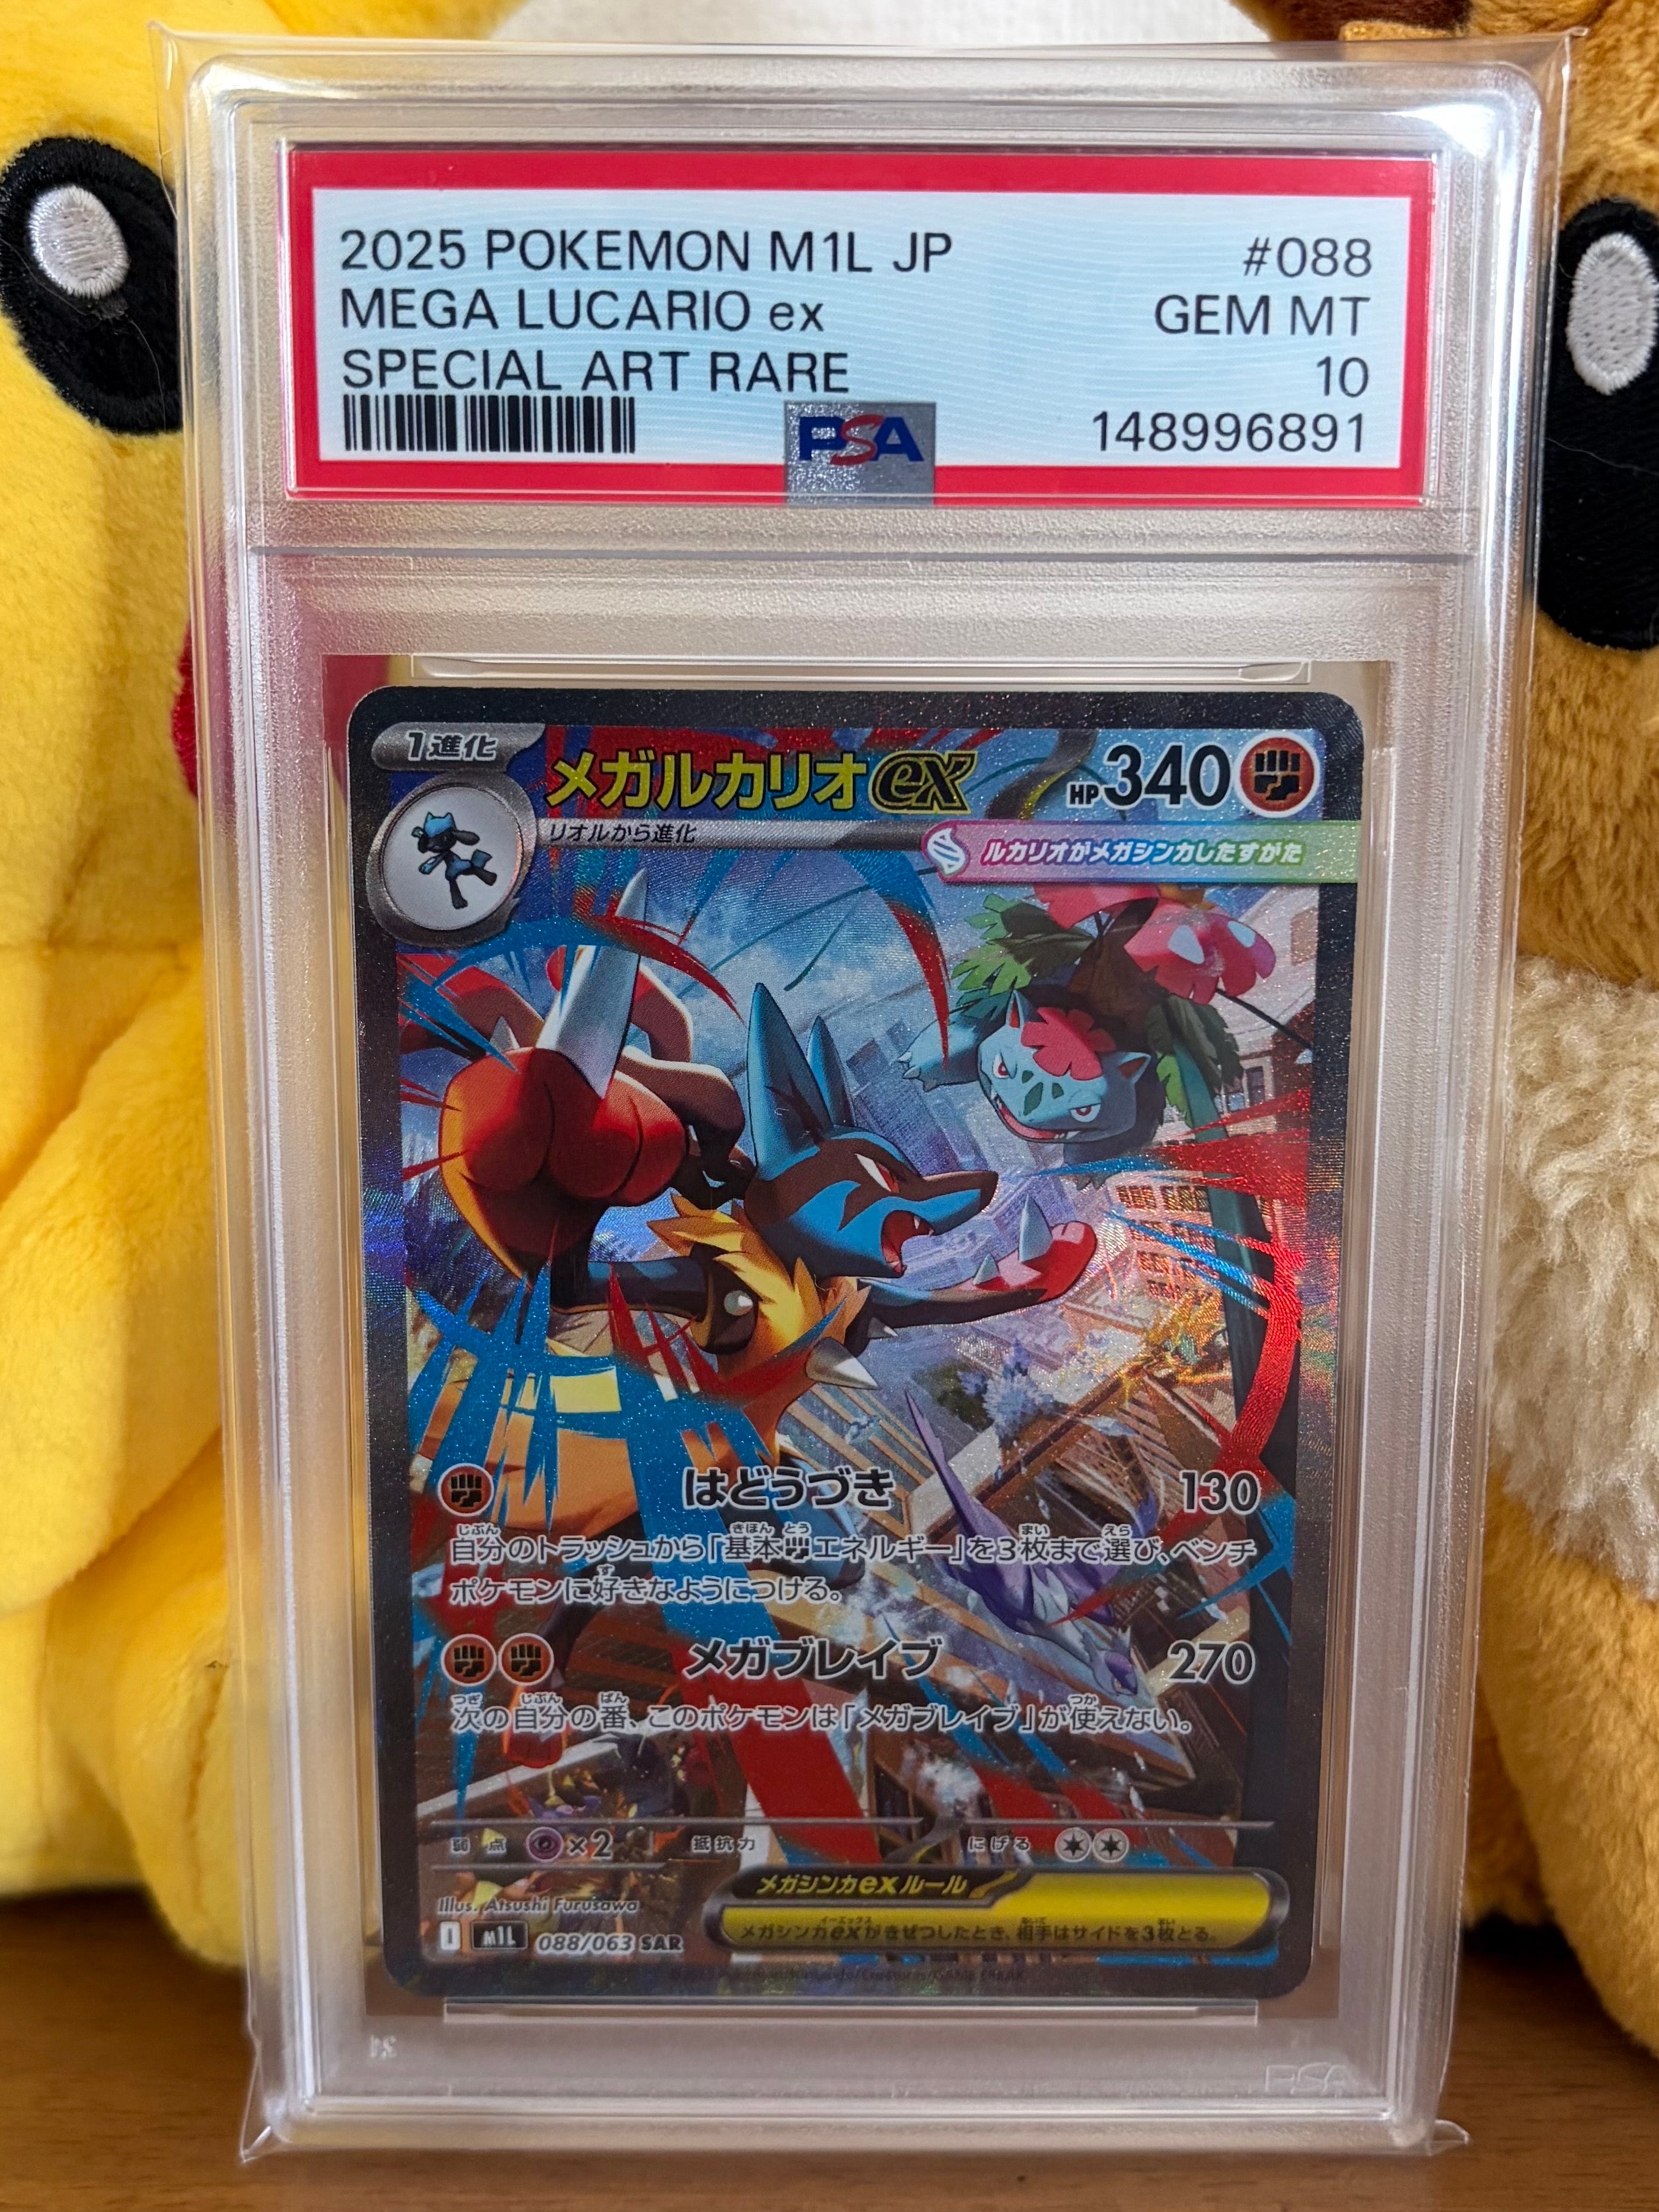 2025 POKEMON M1L JP #088
MEGA LUCARIO ex GEM MT
SPECIAL ART RARE 10
PSA 148996891
1進化 メガルカリオex HP340
リオルから進化
ルカリオがメガシンカしたすがた
はどうづき 130
自分のトラッシュから「基本エネルギー」を3枚まで選び、ベンチ
ポケモンに好きなようにつける。
メガブレイブ 270
次の自分の番、このポケモンは「メガブレイブ」が使えない。
弱点 ×2 抵抗力 にげる
Illus. Atsushi Furusawa
メガシンカexルール
メガシンカexがきぜつしたとき、相手はサイドを3枚とる。
I M1L 088/063 SAR
PSA